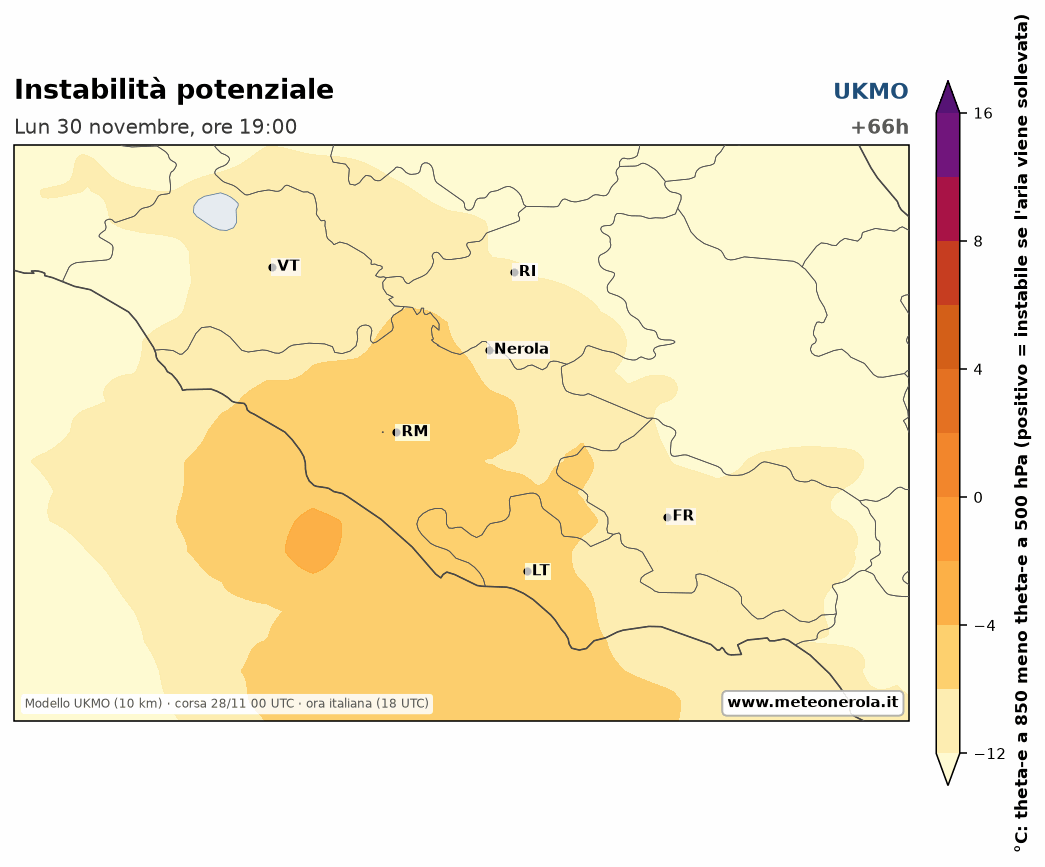 Instabilità potenziale
UKMO
Lun 30 novembre, ore 19:00
+66h
VT
RI
Nerola
RM
FR
LT
Modello UKMO (10 km) · corsa 28/11 00 UTC · ora italiana (18 UTC)
www.meteonerola.it
16
8
4
0
−4
−12
°C: theta-e a 850 meno theta-e a 500 hPa (positivo = instabile se l'aria viene sollevata)